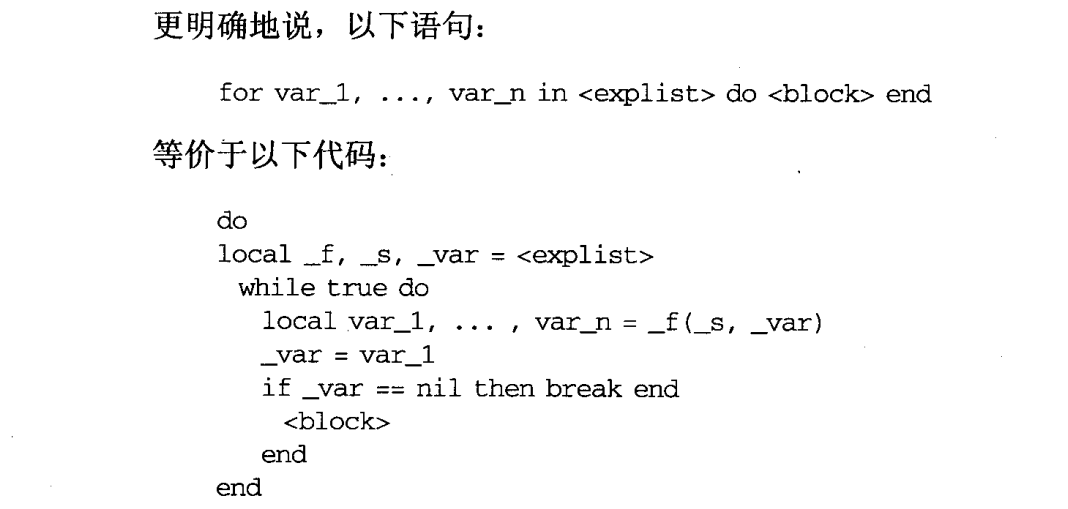 更明确地说，以下语句：
for var_1, ..., var_n in <explist> do <block> end
等价于以下代码：
do
local _f, _s, _var = <explist>
while true do
local var_1, ... , var_n = _f(_s, _var)
_var = var_1
if _var == nil then break end
<block>
end
end